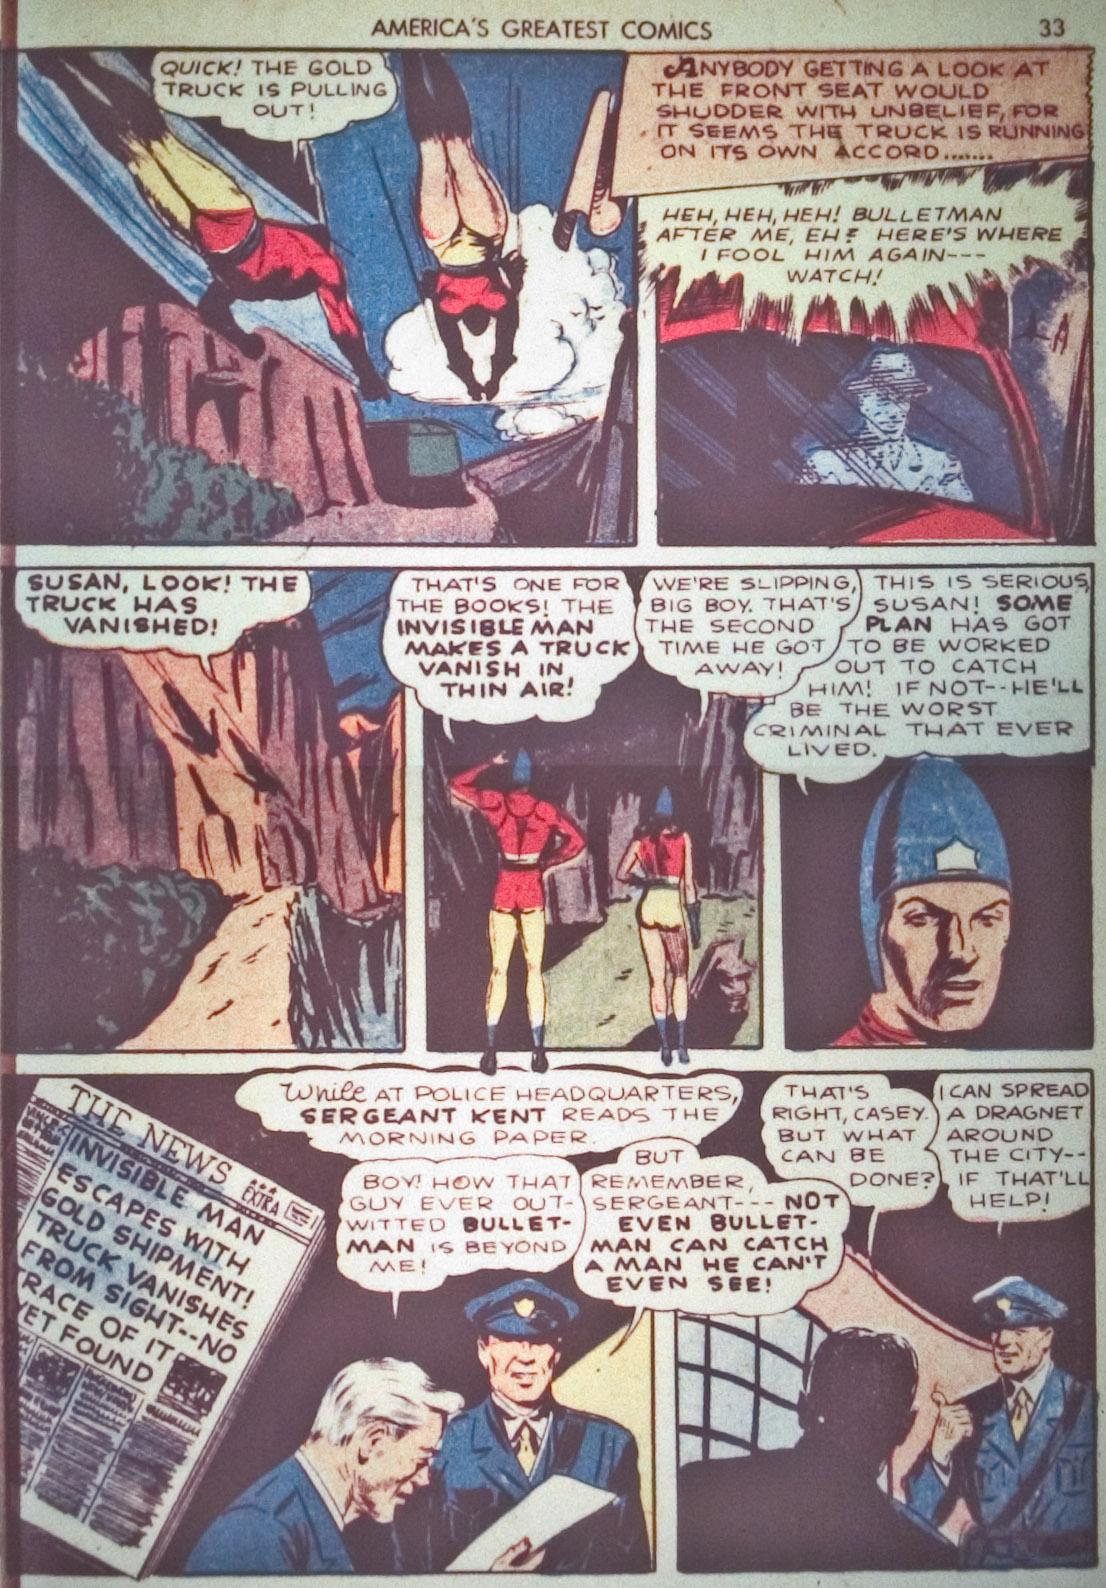 AMERICA'S GREATEST COMICS
33
QUICK! THE GOLD
TRUCK IS PULLING
OUT!
ANYBODY GETTING A LOOK AT
THE FRONT SEAT WOULD
SHUDDER WITH UNBELIEF, FOR
IT SEEMS THE TRUCK IS RUNNING
ON ITS OWN ACCORD.......
HEH, HEH, HEH! BULLETMAN
AFTER ME, EH? HERE'S WHERE
I FOOL HIM AGAIN---
WATCH!
SUSAN, LOOK! THE
TRUCK HAS
VANISHED!
THAT'S ONE FOR
THE BOOKS! THE
INVISIBLE MAN
MAKES A TRUCK
VANISH IN
THIN AIR!
WE'RE SLIPPING,
BIG BOY. THAT'S
THE SECOND
TIME HE GOT
AWAY!
THIS IS SERIOUS,
SUSAN! SOME
PLAN HAS GOT
TO BE WORKED
OUT TO CATCH
HIM! IF NOT--HE'LL
BE THE WORST
CRIMINAL THAT EVER
LIVED.
THE NEWS
EXTRA
INVISIBLE MAN
ESCAPES WITH
GOLD SHIPMENT!
TRUCK VANISHES
FROM SIGHT--NO
TRACE OF IT
YET FOUND
While AT POLICE HEADQUARTERS,
SERGEANT KENT READS THE
MORNING PAPER.
BOY! HOW THAT
GUY EVER OUT-
WITTED BULLET-
MAN IS BEYOND
ME!
BUT
REMEMBER,
SERGEANT--- NOT
EVEN BULLET-
MAN CAN CATCH
A MAN HE CAN'T
EVEN SEE!
THAT'S
RIGHT, CASEY.
BUT WHAT
CAN BE
DONE?
I CAN SPREAD
A DRAGNET
AROUND
THE CITY--
IF THAT'LL
HELP!